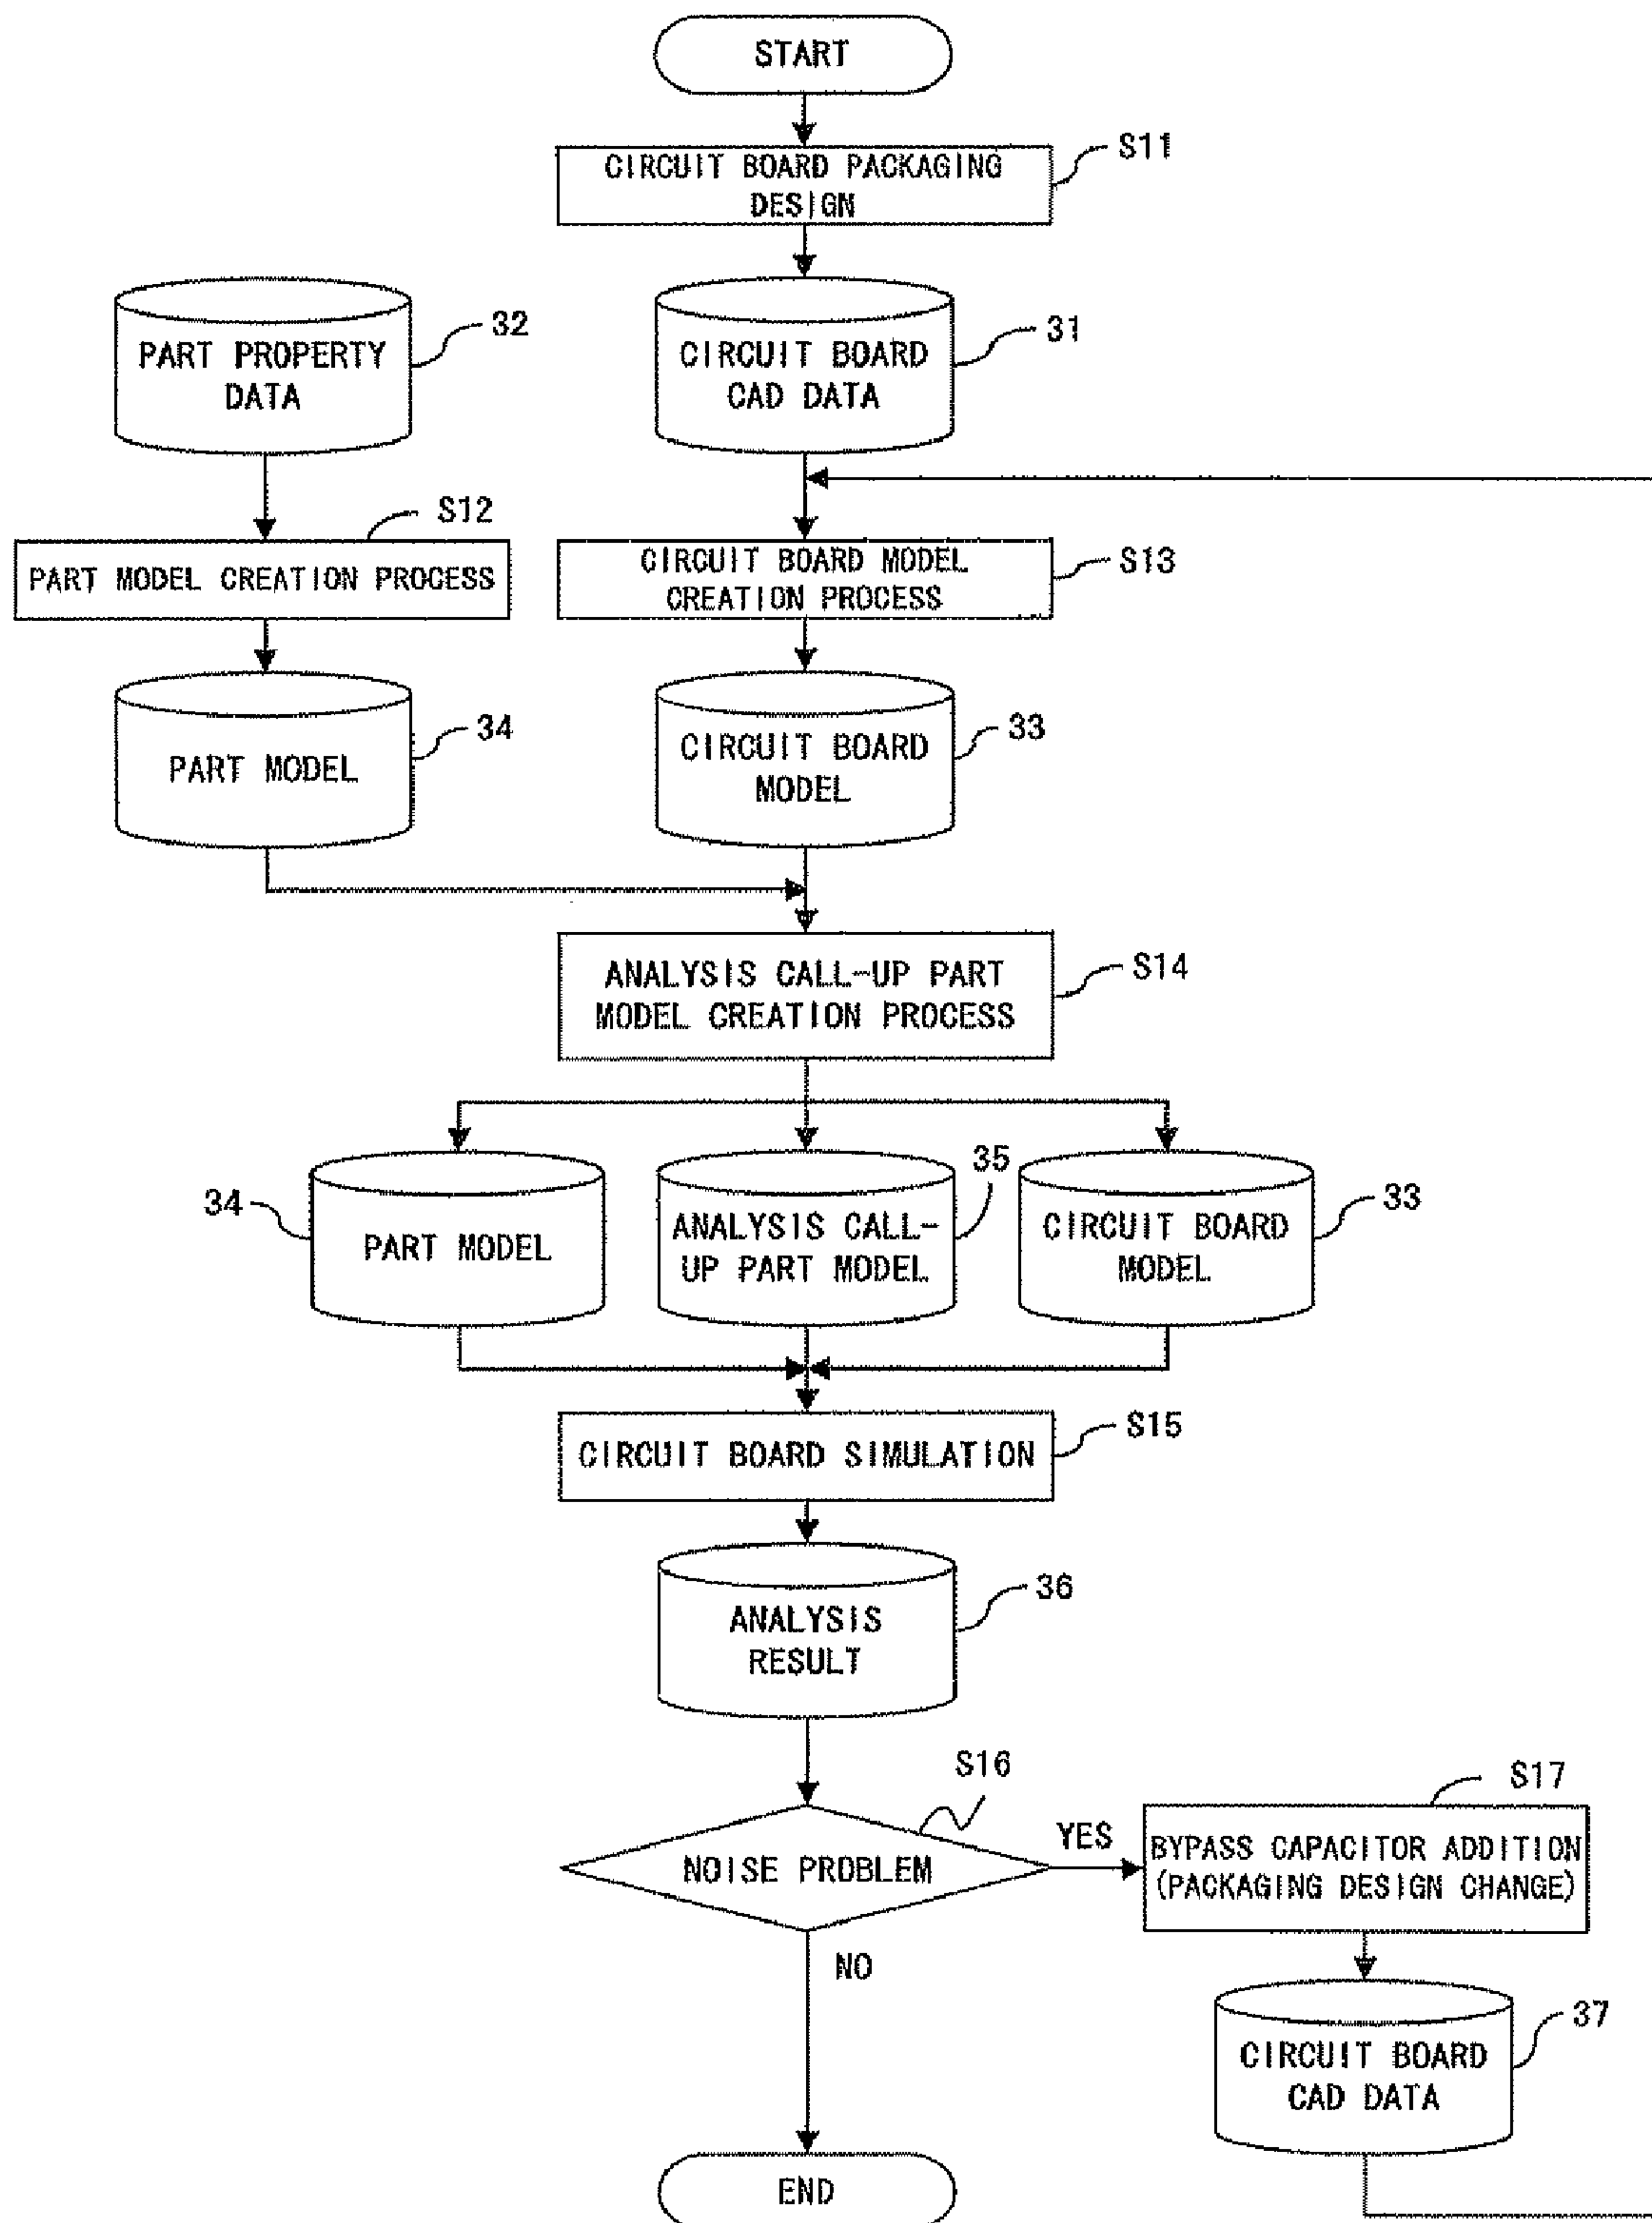 START
CIRCUIT BOARD PACKAGING
DESIGN
S11
PART PROPERTY
DATA
32
CIRCUIT BOARD
CAD DATA
31
S12
PART MODEL CREATION PROCESS
CIRCUIT BOARD MODEL
CREATION PROCESS
S13
PART MODEL
34
CIRCUIT BOARD
MODEL
33
ANALYSIS CALL-UP PART
MODEL CREATION PROCESS
S14
34
PART MODEL
35
ANALYSIS CALL-
UP PART MODEL
CIRCUIT BOARD
MODEL
33
CIRCUIT BOARD SIMULATION
S15
ANALYSIS
RESULT
36
S16
NOISE PROBLEM
YES
NO
S17
BYPASS CAPACITOR ADDITION
(PACKAGING DESIGN CHANGE)
CIRCUIT BOARD
CAD DATA
37
END